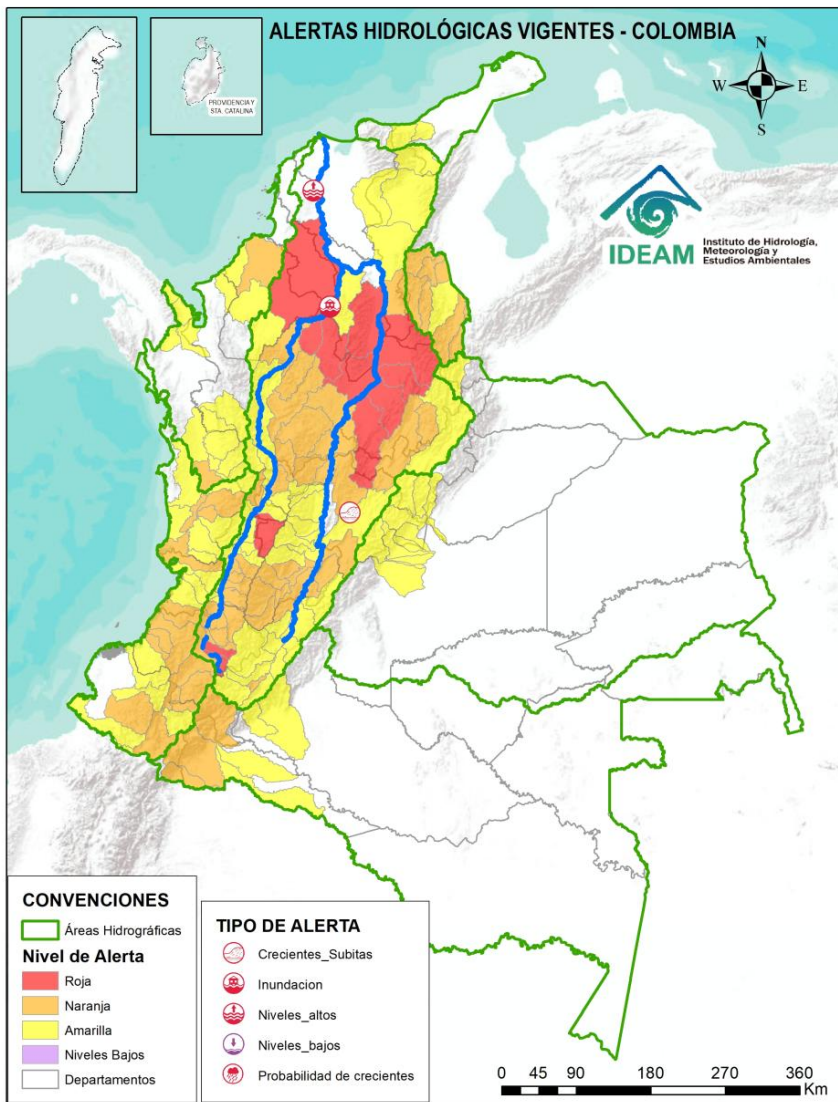 ALERTAS HIDROLÓGICAS VIGENTES - COLOMBIA
PROVIDENCIA Y
STA. CATALINA
N
W E
S
IDEAM
Instituto de Hidrología,
Meteorología y
Estudios Ambientales
CONVENCIONES
Áreas Hidrográficas
Nivel de Alerta
Roja
Naranja
Amarilla
Niveles Bajos
Departamentos
TIPO DE ALERTA
Crecientes_Subitas
Inundacion
Niveles_altos
Niveles_bajos
Probabilidad de crecientes
0 45 90 180 270 360
Km